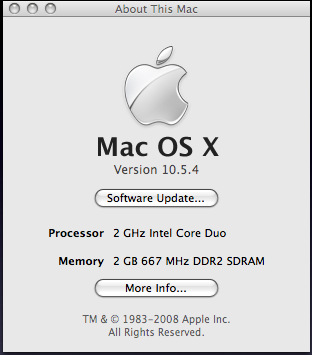 About This Mac
Mac OS X
Version 10.5.4
Software Update...
Processor 2 GHz Intel Core Duo
Memory 2 GB 667 MHz DDR2 SDRAM
More Info...
TM & © 1983-2008 Apple Inc.
All Rights Reserved.